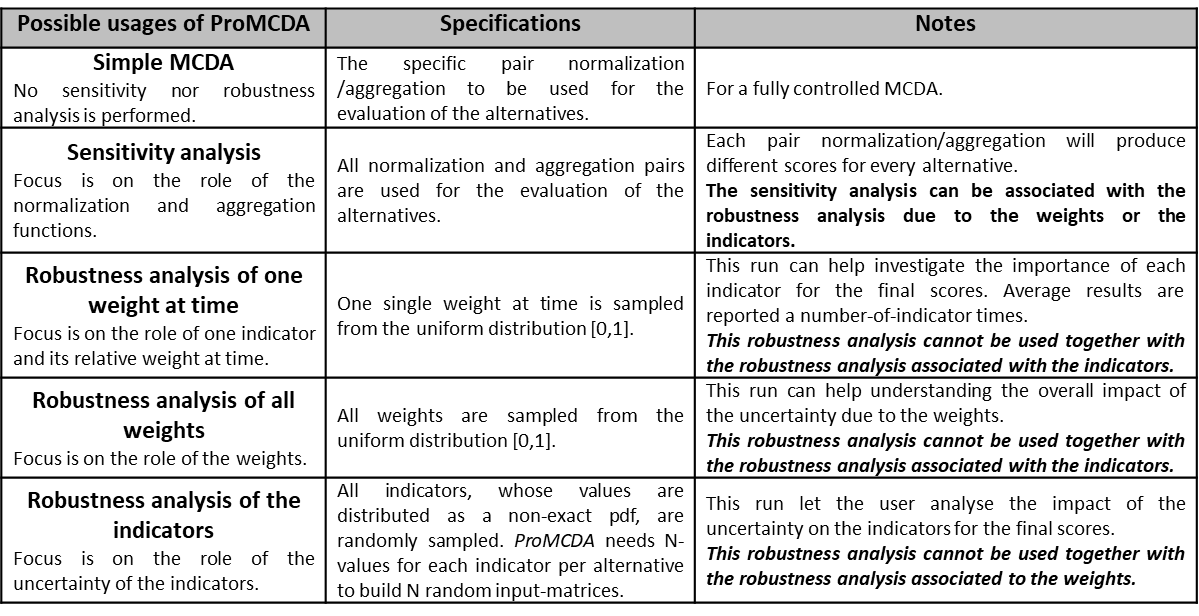 Possible usages of ProMCDA
Specifications
Notes
Simple MCDA
No sensitivity nor robustness
analysis is performed.
The specific pair normalization
/aggregation to be used for the
evaluation of the alternatives.
For a fully controlled MCDA.
Sensitivity analysis
Focus is on the role of the
normalization and aggregation
functions.
All normalization and aggregation pairs
are used for the evaluation of the
alternatives.
Each pair normalization/aggregation will produce
different scores for every alternative.
The sensitivity analysis can be associated with the
robustness analysis due to the weights or the
indicators.
Robustness analysis of one
weight at time
Focus is on the role of one indicator
and its relative weight at time.
One single weight at time is sampled
from the uniform distribution [0,1].
This run can help investigate the importance of each
indicator for the final scores. Average results are
reported a number-of-indicator times.
This robustness analysis cannot be used together with
the robustness analysis associated with the indicators.
Robustness analysis of all
weights
Focus is on the role of the weights.
All weights are sampled from the
uniform distribution [0,1].
This run can help understanding the overall impact of
the uncertainty due to the weights.
This robustness analysis cannot be used together with
the robustness analysis associated with the indicators.
Robustness analysis of the
indicators
Focus is on the role of the
uncertainty of the indicators.
All indicators, whose values are
distributed as a non-exact pdf, are
randomly sampled. ProMCDA needs N-
values for each indicator per alternative
to build N random input-matrices.
This run let the user analyse the impact of the
uncertainty on the indicators for the final scores.
This robustness analysis cannot be used together with
the robustness analysis associated to the weights.